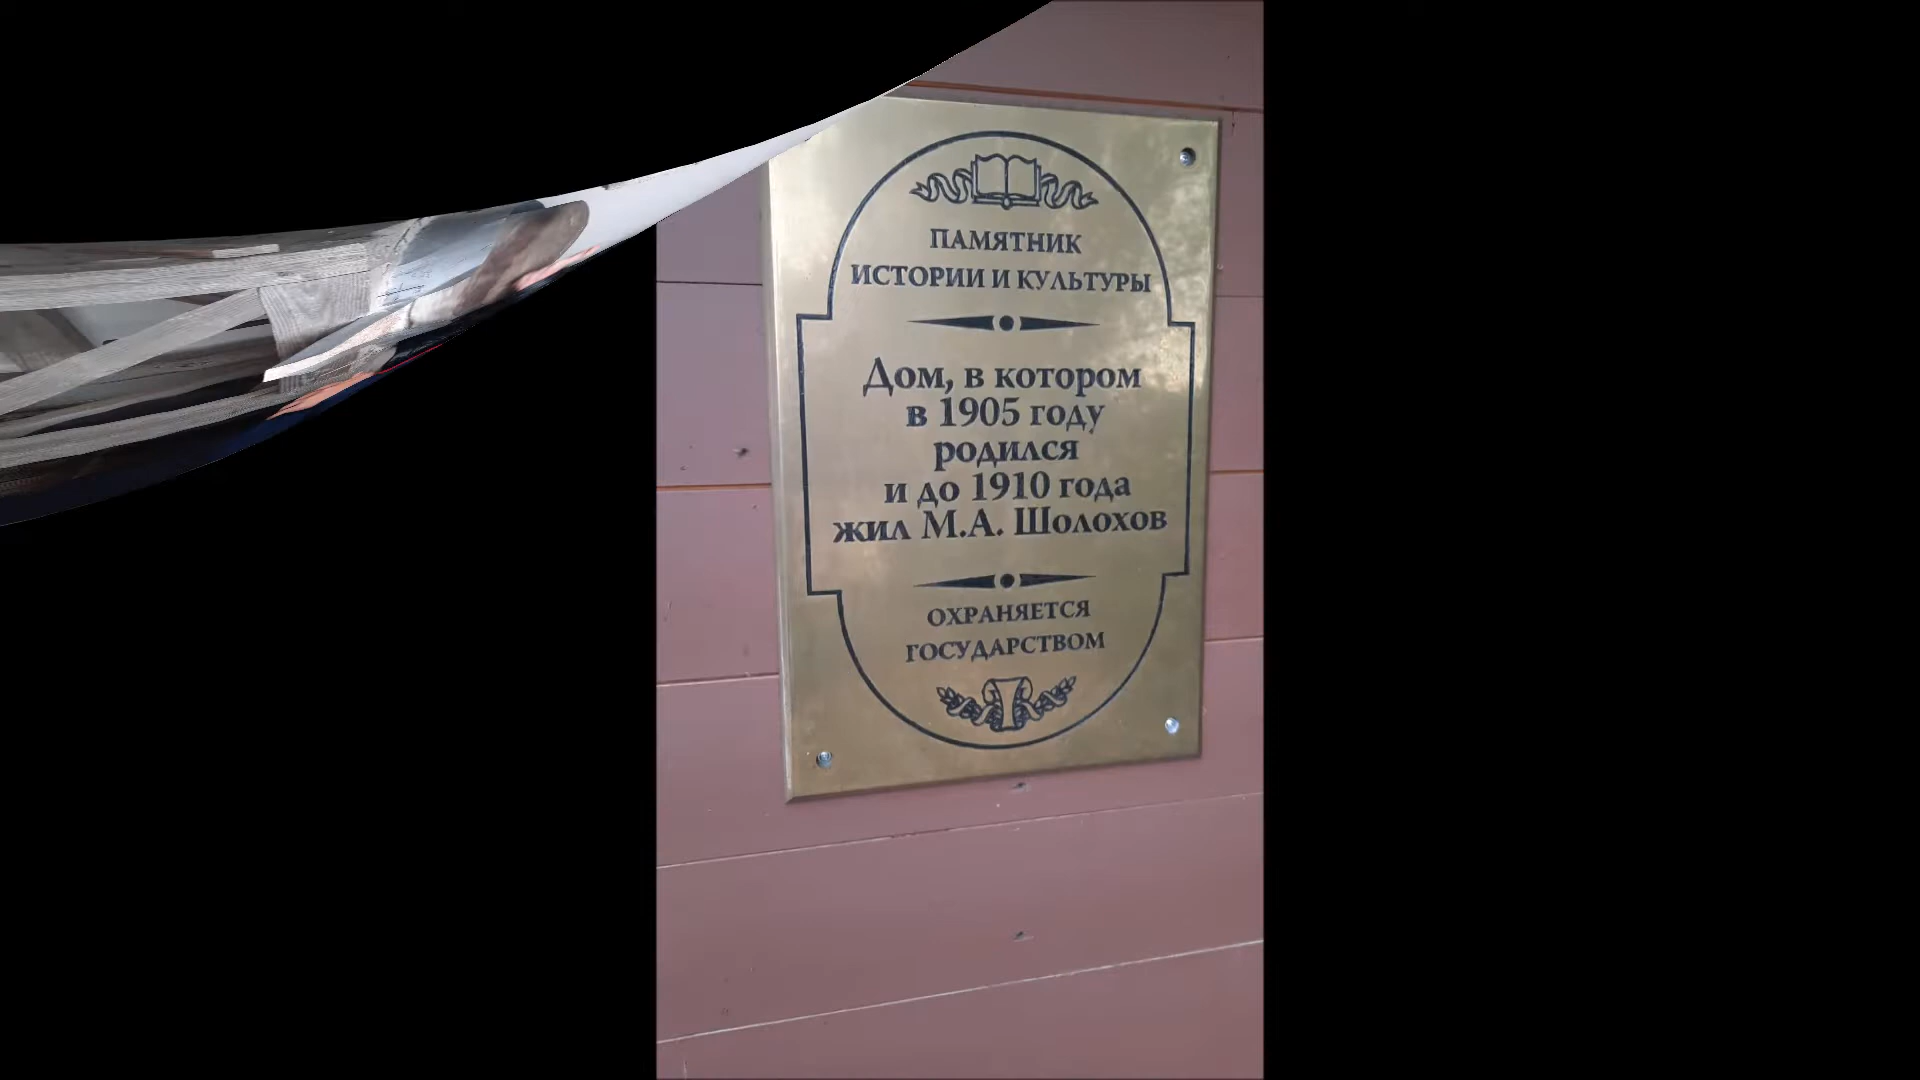 ПАМЯТНИК
ИСТОРИИ И КУЛЬТУРЫ
Дом, в котором
в 1905 году
родился
и до 1910 года
жил М.А. Шолохов
ОХРАНЯЕТСЯ
ГОСУДАРСТВОМ